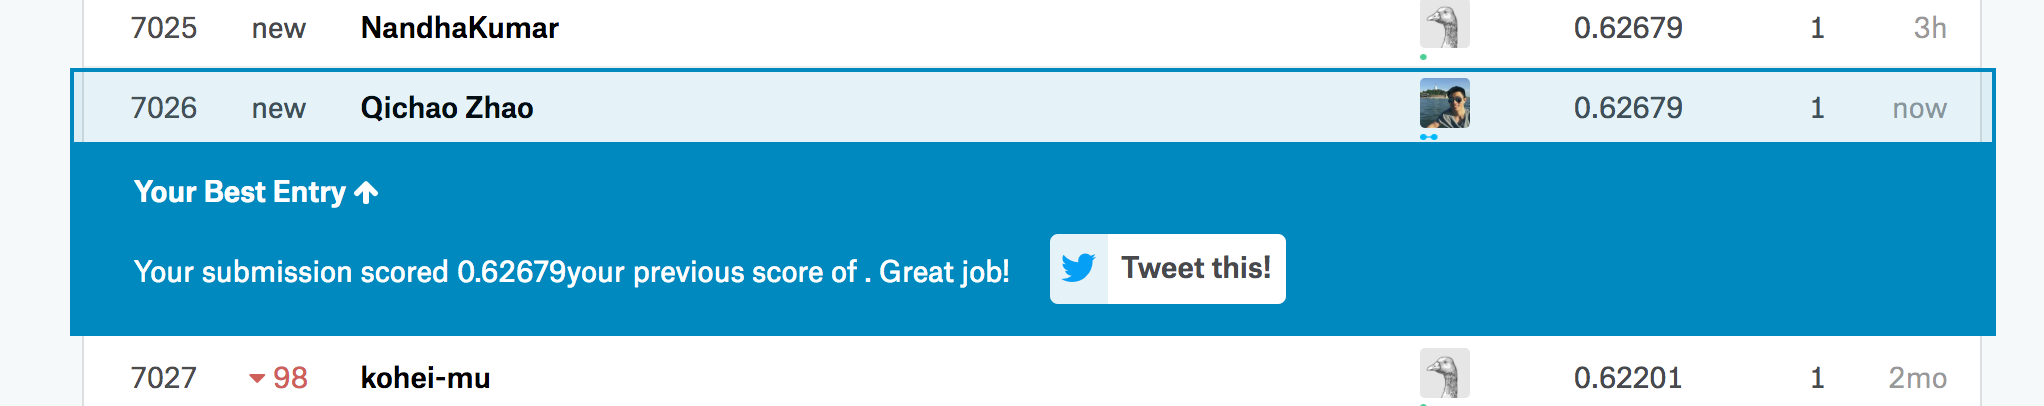 7025 new NandhaKumar 0.62679 1 3h
7026 new Qichao Zhao 0.62679 1 now
Your Best Entry
Your submission scored 0.62679your previous score of . Great job! Tweet this!
7027 98 kohei-mu 0.62201 1 2mo